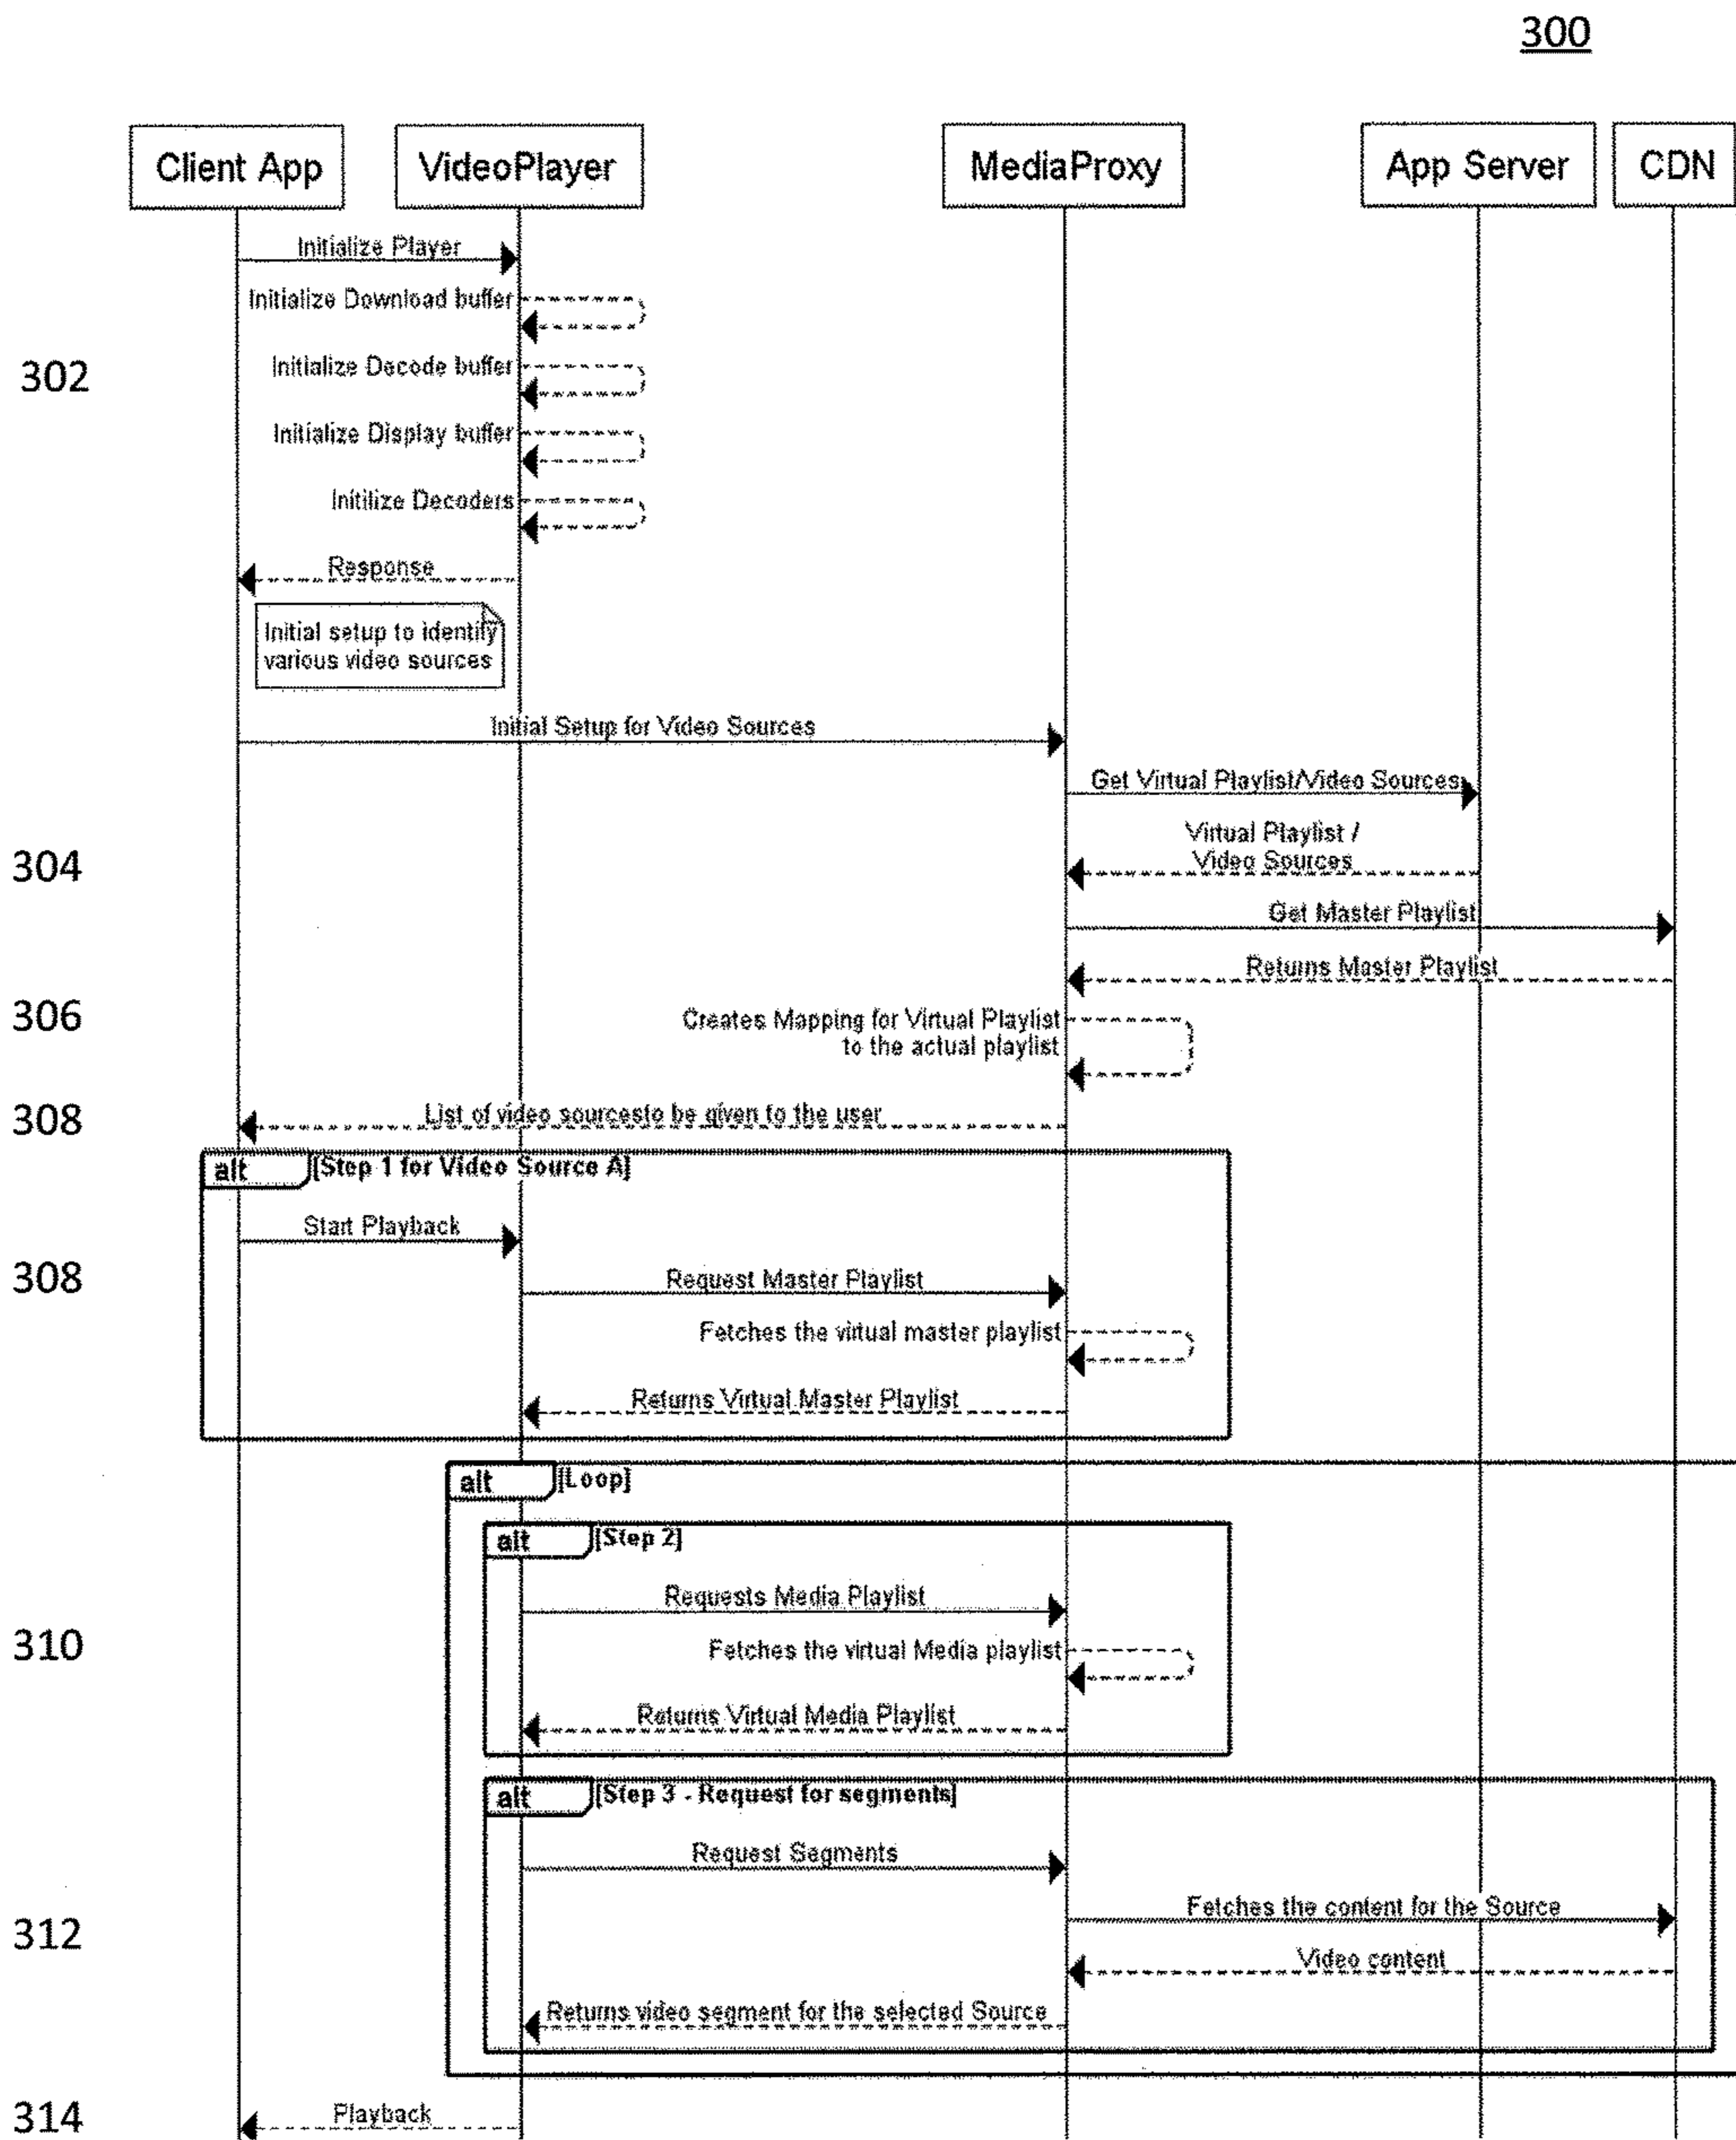 300
Client App
VideoPlayer
MediaProxy
App Server
CDN
Initialize Player
Initialize Download buffer
302
Initialize Decode buffer
Initialize Display buffer
Initilize Decoders
Response
Initial setup to identify
various video sources
Initial Setup for Video Sources
Get Virtual Playlist/Video Sources
304
Virtual Playlist /
Video Sources
Get Master Playlist
Returns Master Playlist
306
Creates Mapping for Virtual Playlist
to the actual playlist
308
List of video sourcesto be given to the user
alt [Step 1 for Video Source A]
Start Playback
308
Request Master Playlist
Fetches the virtual master playlist
Returns Virtual Master Playlist
alt [Loop]
alt [Step 2]
Requests Media Playlist
310
Fetches the virtual Media playlist
Returns Virtual Media Playlist
alt [Step 3 - Request for segments]
Request Segments
Fetches the content for the Source
312
Video content
Returns video segment for the selected Source
314
Playback